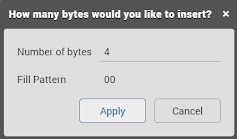 How many bytes would you like to insert? ×
Number of bytes 4
Fill Pattern 00
Apply Cancel